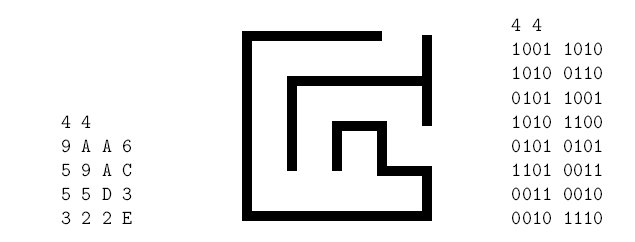 4 4
9 A A 6
5 9 A C
5 5 D 3
3 2 2 E
4 4
1001 1010
1010 0110
0101 1001
1010 1100
0101 0101
1101 0011
0011 0010
0010 1110